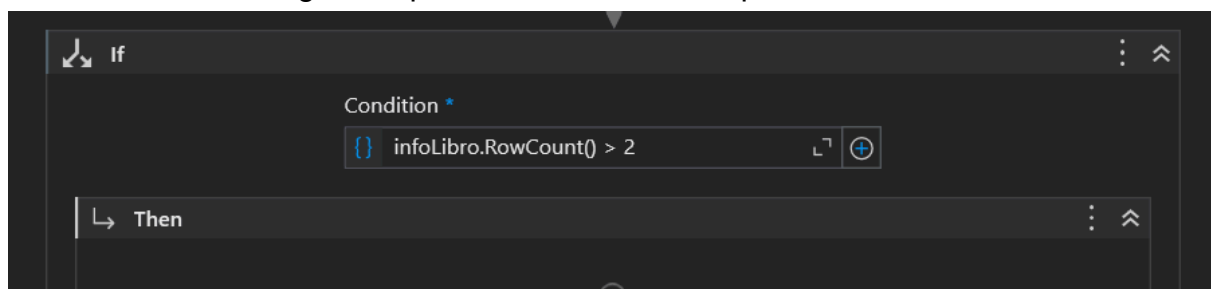 If
Condition *
{} infoLibro.RowCount() > 2
Then